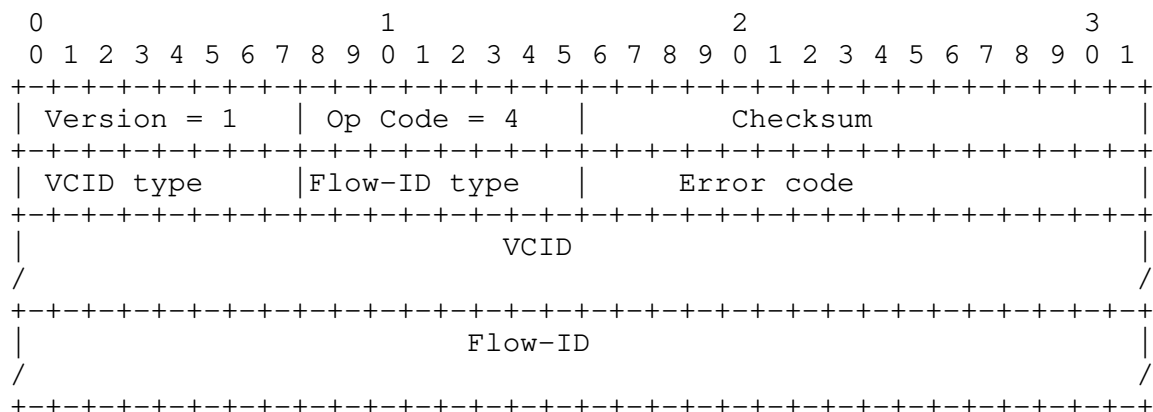 0                   1                   2                   3
 0 1 2 3 4 5 6 7 8 9 0 1 2 3 4 5 6 7 8 9 0 1 2 3 4 5 6 7 8 9 0 1
+-+-+-+-+-+-+-+-+-+-+-+-+-+-+-+-+-+-+-+-+-+-+-+-+-+-+-+-+-+-+-+-+
| Version = 1   | Op Code = 4   |        Checksum               |
+-+-+-+-+-+-+-+-+-+-+-+-+-+-+-+-+-+-+-+-+-+-+-+-+-+-+-+-+-+-+-+-+
| VCID type     |Flow-ID type   |     Error code                |
+-+-+-+-+-+-+-+-+-+-+-+-+-+-+-+-+-+-+-+-+-+-+-+-+-+-+-+-+-+-+-+-+
|                           VCID                                |
/                                                               /
+-+-+-+-+-+-+-+-+-+-+-+-+-+-+-+-+-+-+-+-+-+-+-+-+-+-+-+-+-+-+-+-+
|                         Flow-ID                               |
/                                                               /
+-+-+-+-+-+-+-+-+-+-+-+-+-+-+-+-+-+-+-+-+-+-+-+-+-+-+-+-+-+-+-+-+